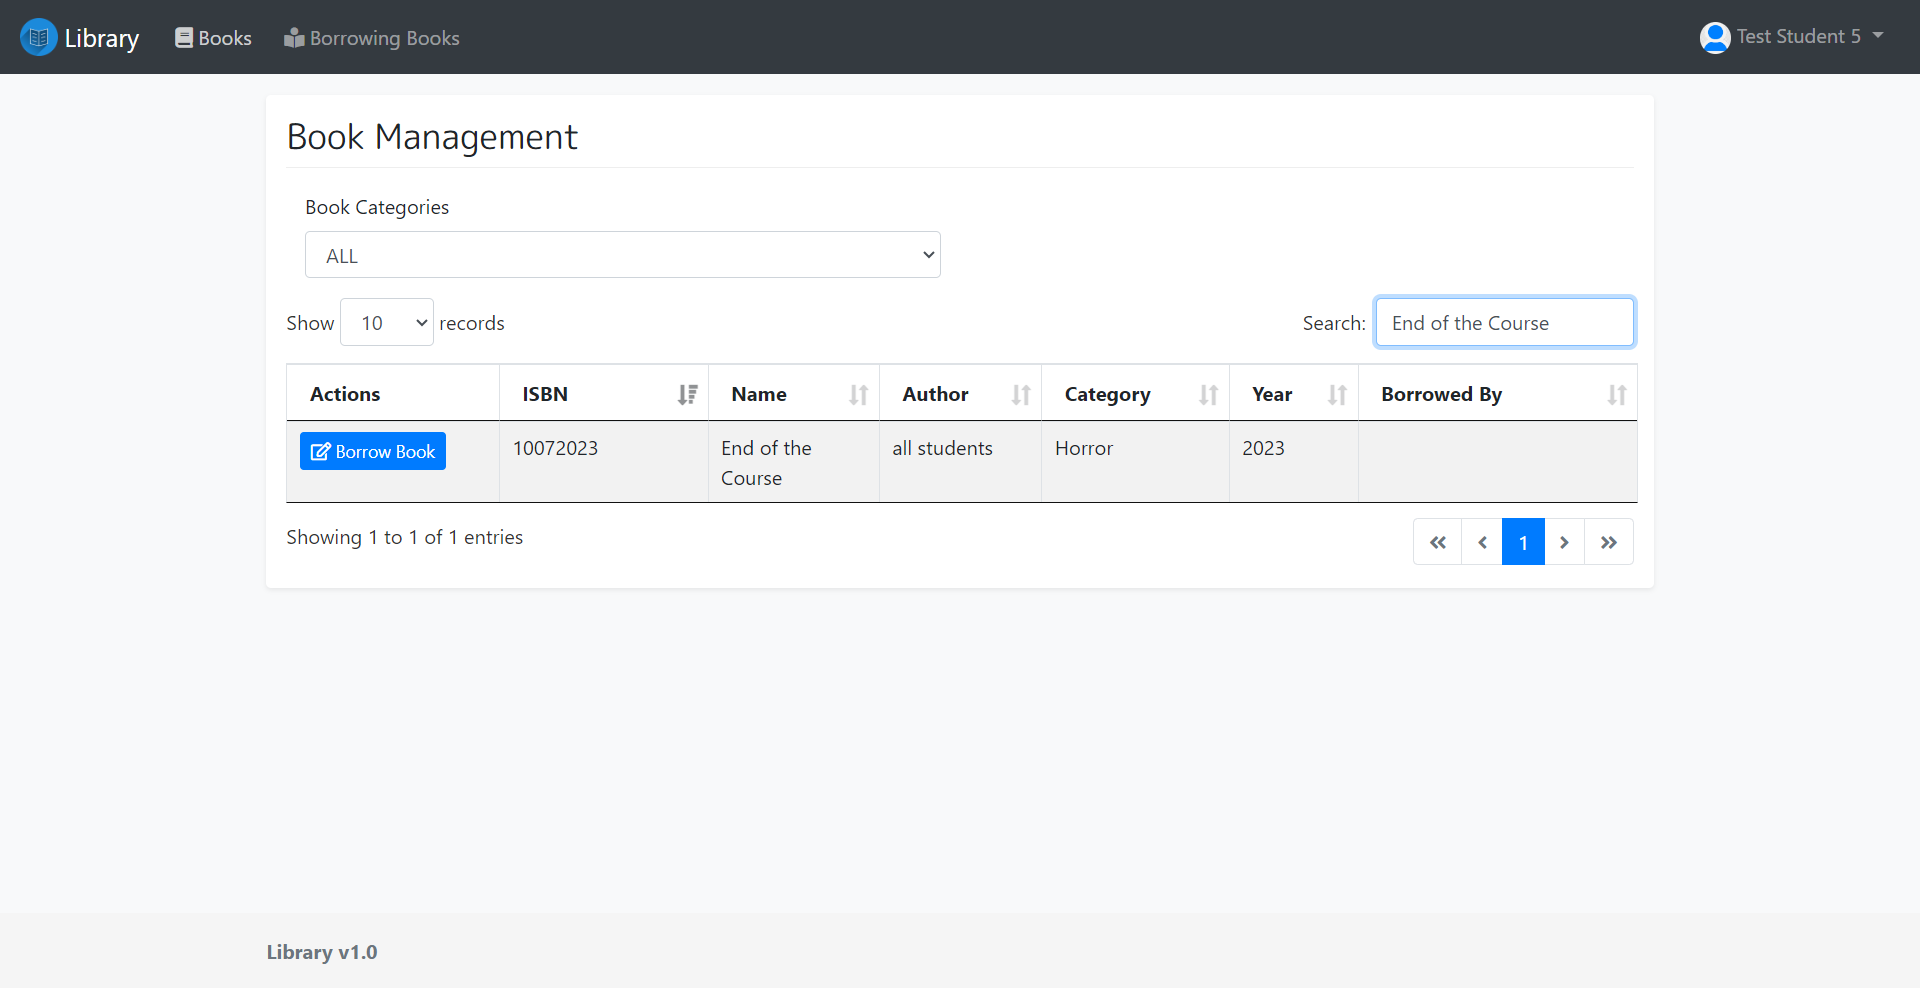 Library
Books
Borrowing Books
Test Student 5
Book Management
Book Categories
ALL
Show 10 records
Search: End of the Course
Actions ISBN Name Author Category Year Borrowed By
Borrow Book 10072023 End of the all students Horror 2023
Course
Showing 1 to 1 of 1 entries
« ‹ 1 › »
Library v1.0